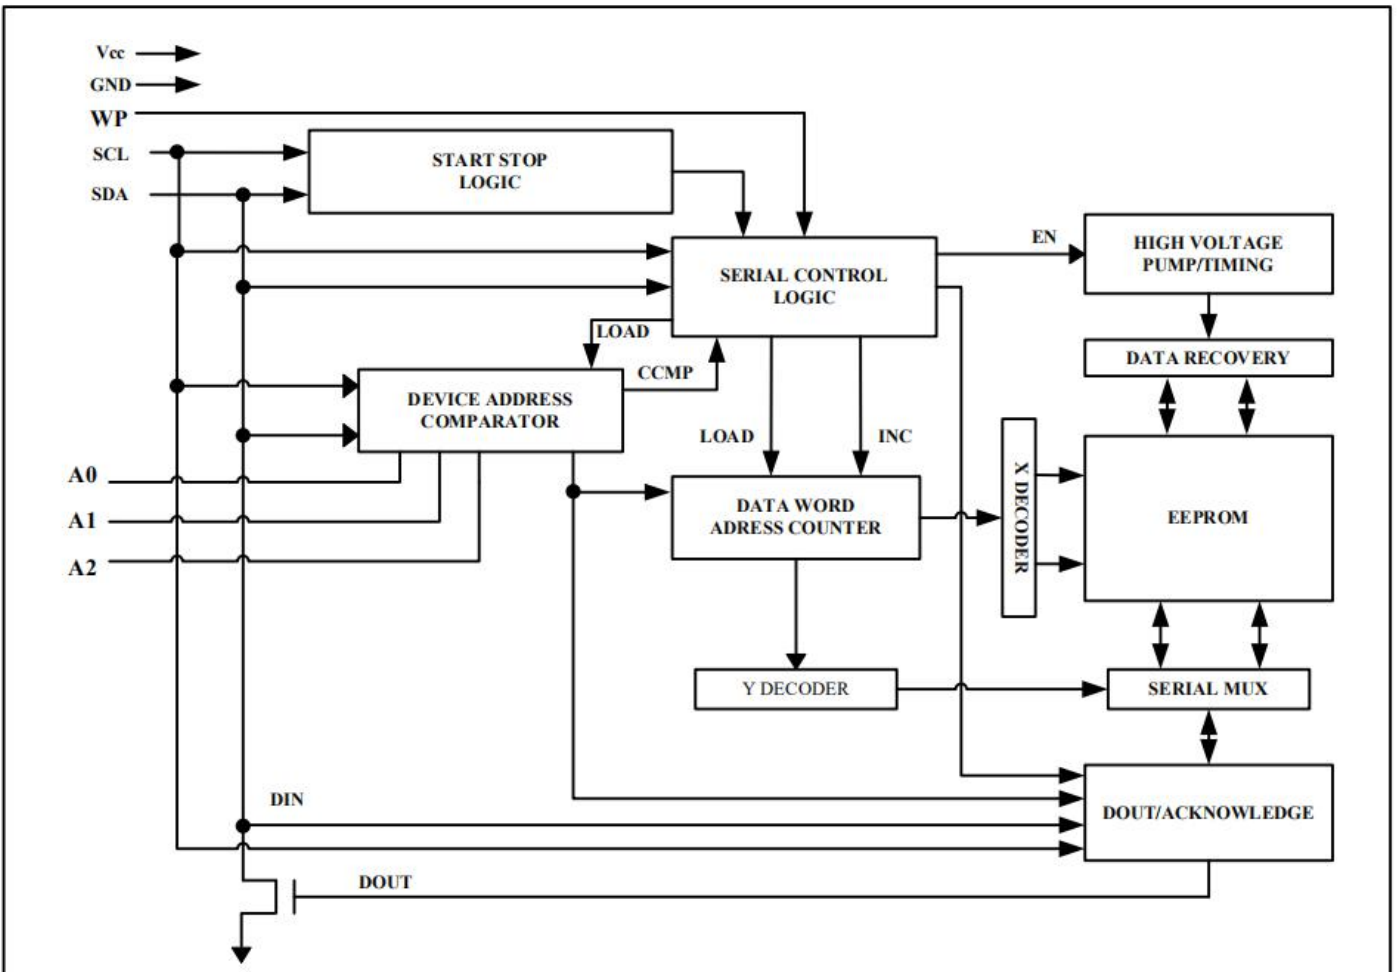 Vcc
GND
WP
SCL
SDA
START STOP
LOGIC
EN
HIGH VOLTAGE
PUMP/TIMING
SERIAL CONTROL
LOGIC
LOAD
CCMP
DATA RECOVERY
DEVICE ADDRESS
COMPARATOR
LOAD
INC
A0
A1
A2
DATA WORD
ADRESS COUNTER
X DECODER
EEPROM
Y DECODER
SERIAL MUX
DIN
DOUT/ACKNOWLEDGE
DOUT